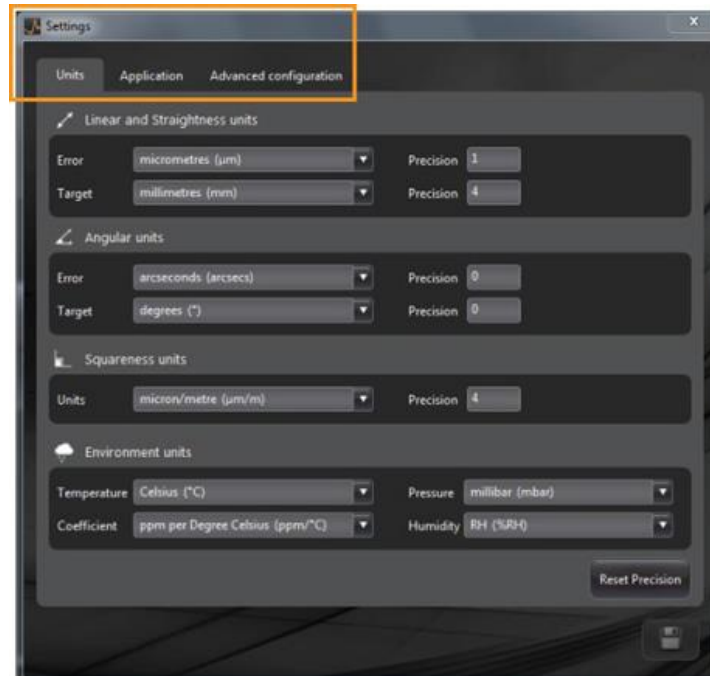 Settings
x
Units Application Advanced configuration
Linear and Straightness units
Error micrometres (µm) Precision 1
Target millimetres (mm) Precision 4
Angular units
Error arcseconds (arcsecs) Precision 0
Target degrees (°) Precision 0
Squareness units
Units micron/metre (µm/m) Precision 4
Environment units
Temperature Celsius (°C) Pressure millibar (mbar)
Coefficient ppm per Degree Celsius (ppm/°C) Humidity RH (%RH)
Reset Precision